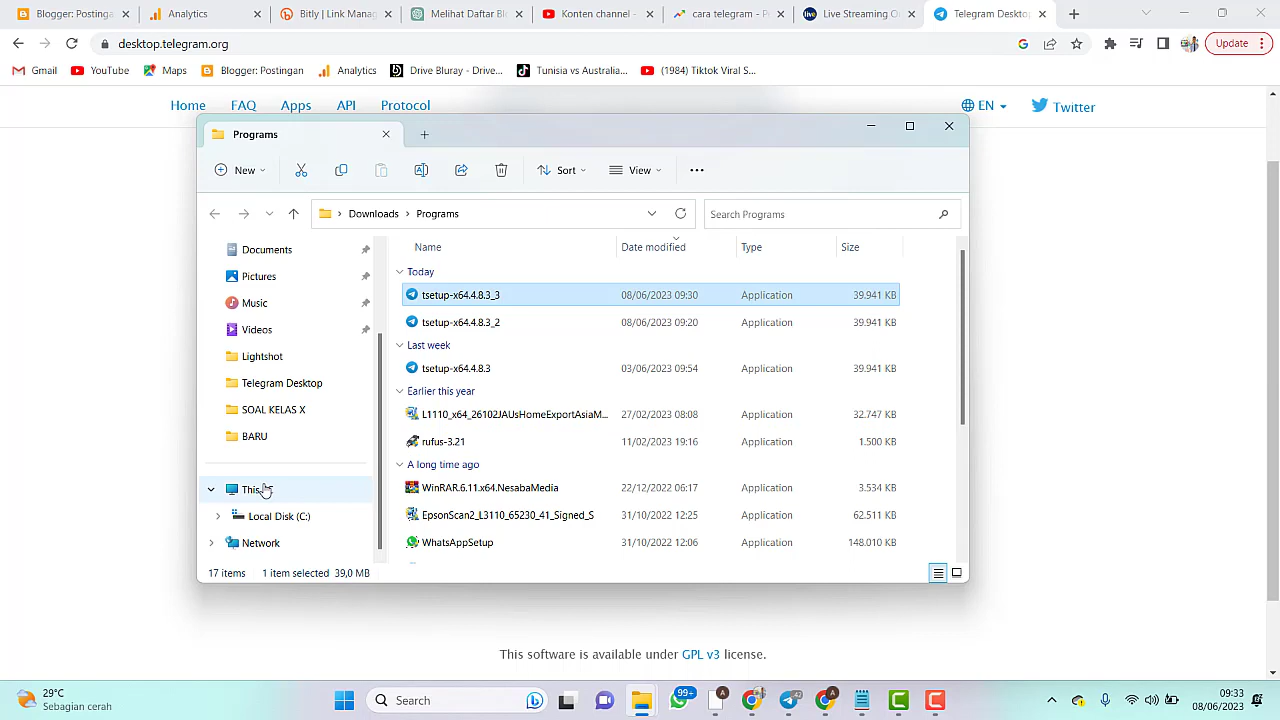 Blogger: Postinga
Analytics
Bitly | Link Manag
Melihat Daftar Blo
Konten channel -
cara telegram - P
Live Streaming O
Telegram Deskto
desktop.telegram.org
Update
Gmail
YouTube
Maps
Blogger: Postingan
Analytics
Drive Bluray - Drive...
Tunisia vs Australia...
(1984) Tiktok Viral S...
Home
FAQ
Apps
API
Protocol
EN
Twitter
Programs
New
Sort
View
Downloads
Programs
Search Programs
Documents
Pictures
Music
Videos
Lightshot
Telegram Desktop
SOAL KELAS X
BARU
This
Local Disk (C:)
Network
Name Date modified Type Size
Today
tsetup-x64.4.8.3_3 08/06/2023 09:30 Application 39.941 KB
tsetup-x64.4.8.3_2 08/06/2023 09:20 Application 39.941 KB
Last week
tsetup-x64.4.8.3 03/06/2023 09:54 Application 39.941 KB
Earlier this year
L1110_x64_26102JAUsHomeExportAsiaM... 27/02/2023 08:08 Application 32.747 KB
rufus-3.21 11/02/2023 19:16 Application 1.500 KB
A long time ago
WinRAR.6.11.x64.NesabaMedia 22/12/2022 06:17 Application 3.534 KB
EpsonScan2_L3110_65230_41_Signed_S 31/10/2022 12:25 Application 62.511 KB
WhatsAppSetup 31/10/2022 12:06 Application 148.010 KB
17 items 1 item selected 39,0 MB
This software is available under GPL v3 license.
29°C
Sebagian cerah
Search
99+
09:33
08/06/2023